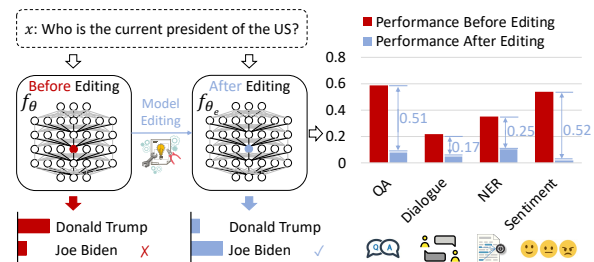 x: Who is the current president of the US?
Before Editing
fθ
Model
Editing
After Editing
fθe
Donald Trump
Joe Biden ✗
Donald Trump
Joe Biden ✓
Performance Before Editing
Performance After Editing
0.8
0.6
0.4
0.2
0
0.51
0.17
0.25
0.52
QA
Dialogue
NER
Sentiment
Q A